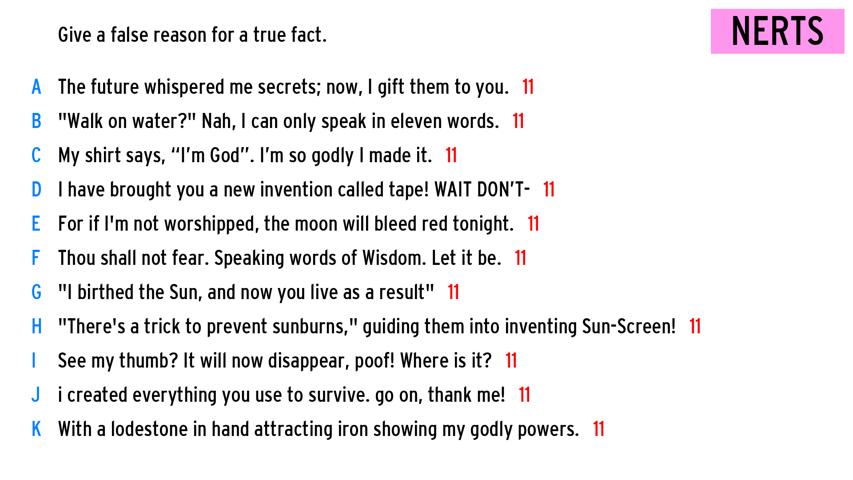 Give a false reason for a true fact.
NERTS
A The future whispered me secrets; now, I gift them to you. 11
B "Walk on water?" Nah, I can only speak in eleven words. 11
C My shirt says, “I’m God”. I’m so godly I made it. 11
D I have brought you a new invention called tape! WAIT DON’T- 11
E For if I'm not worshipped, the moon will bleed red tonight. 11
F Thou shall not fear. Speaking words of Wisdom. Let it be. 11
G "I birthed the Sun, and now you live as a result" 11
H "There's a trick to prevent sunburns," guiding them into inventing Sun-Screen! 11
I See my thumb? It will now disappear, poof! Where is it? 11
J i created everything you use to survive. go on, thank me! 11
K With a lodestone in hand attracting iron showing my godly powers. 11